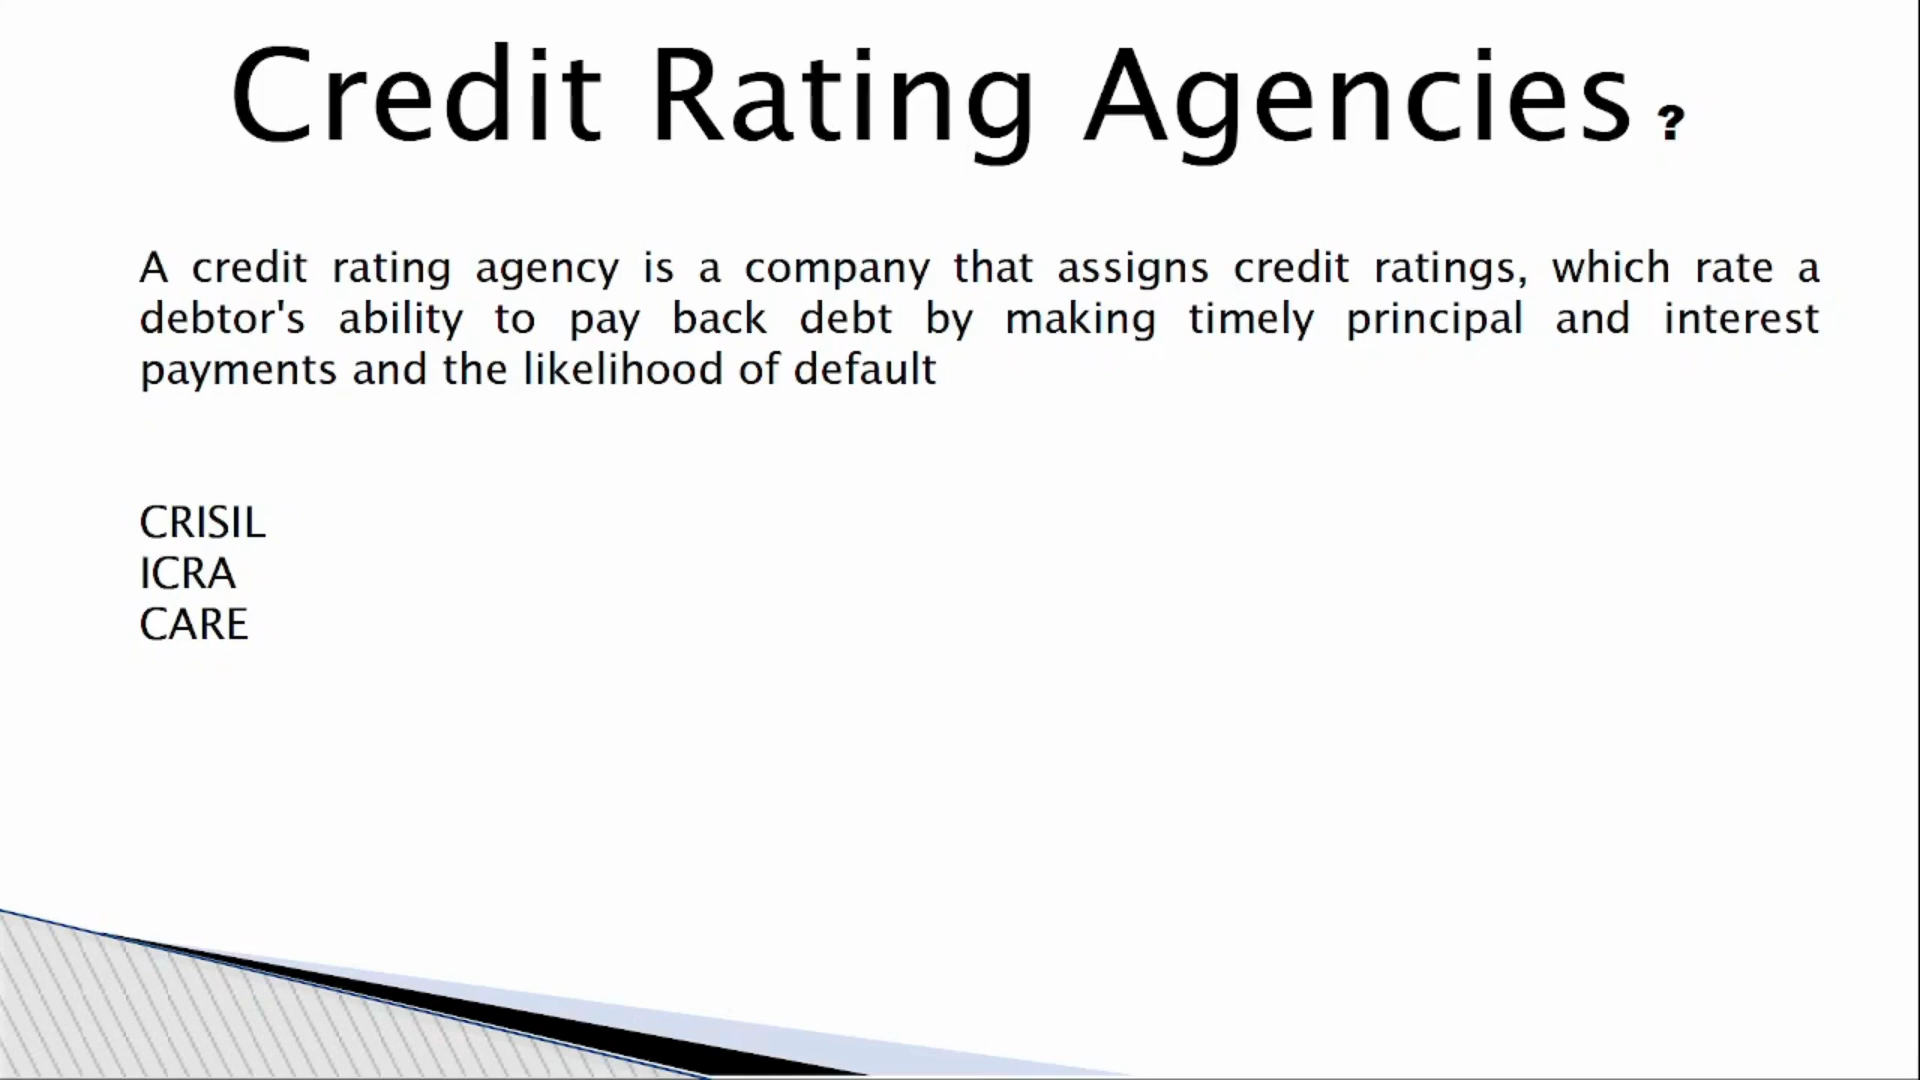 Credit Rating Agencies ?
A credit rating agency is a company that assigns credit ratings, which rate a
debtor's ability to pay back debt by making timely principal and interest
payments and the likelihood of default
CRISIL
ICRA
CARE